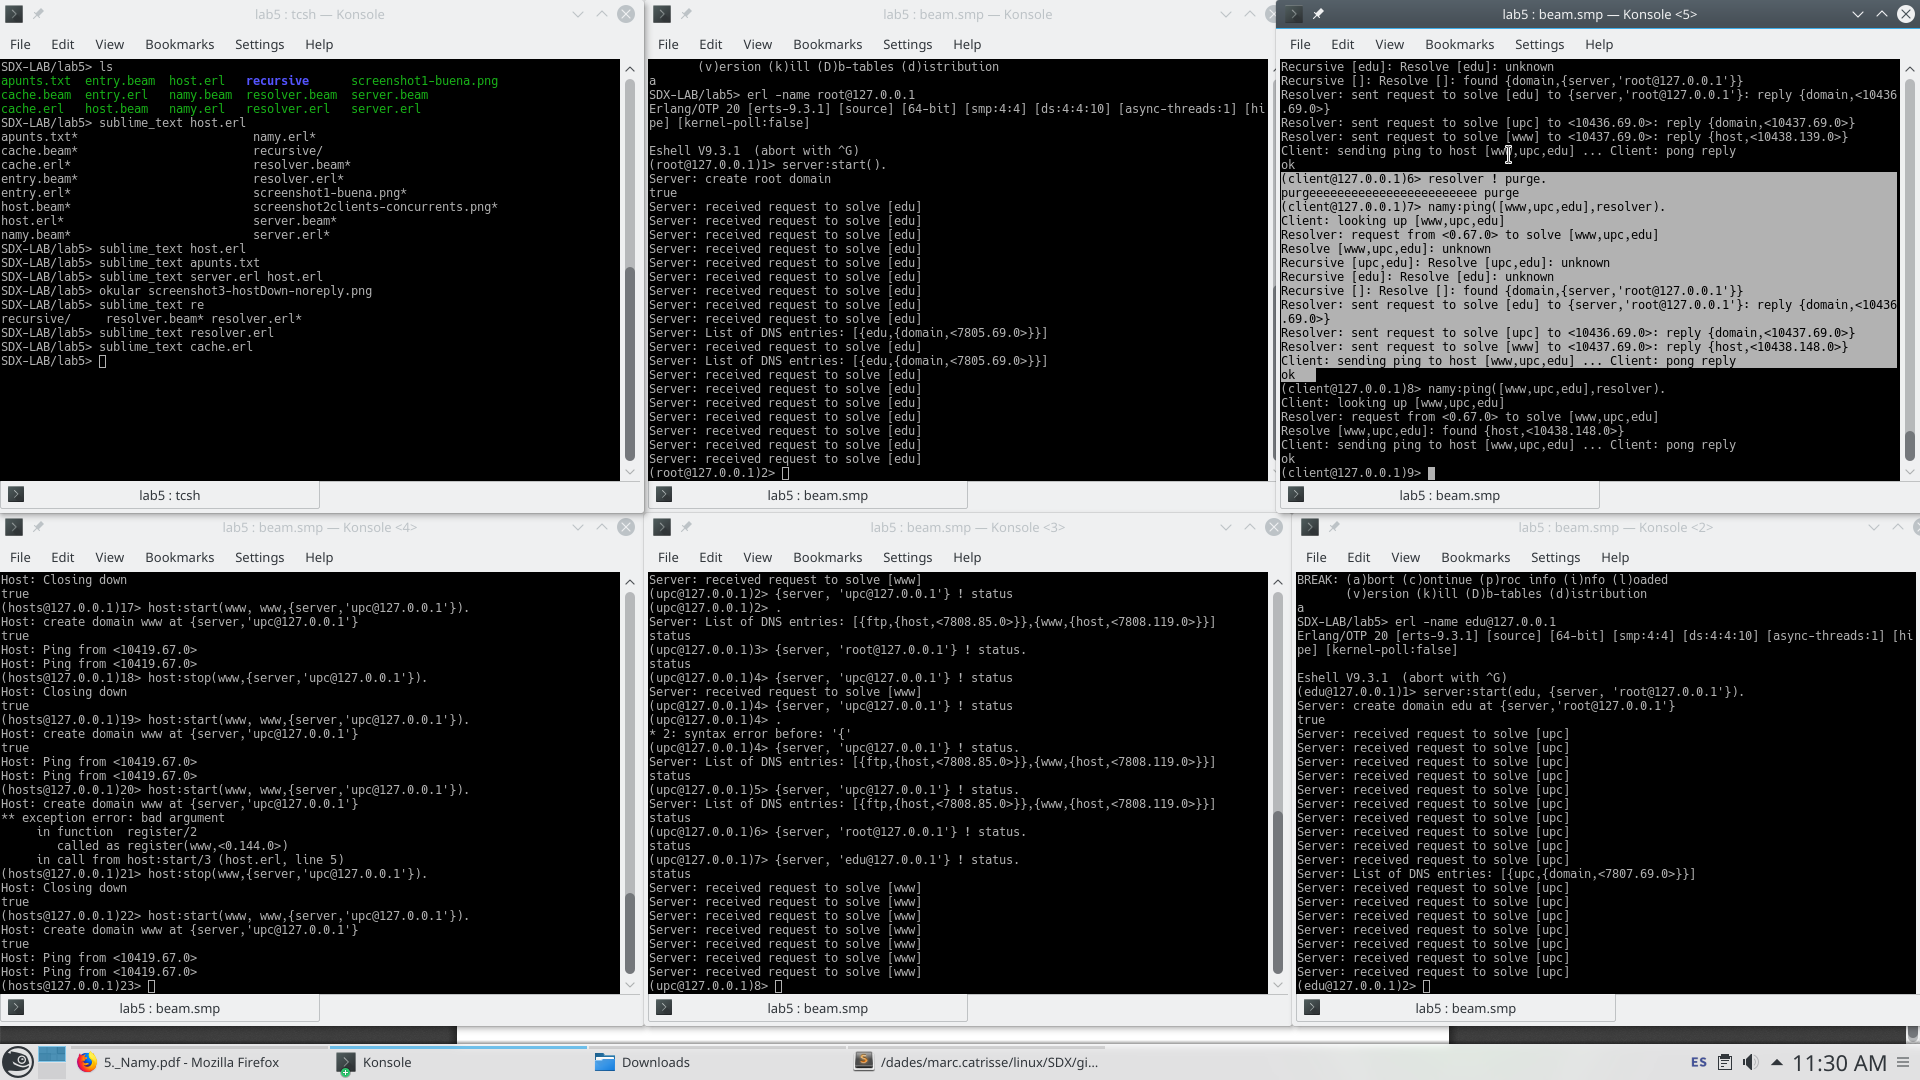 lab5 : tcsh — Konsole
File Edit View Bookmarks Settings Help
SDX-LAB/lab5> ls
apunts.txt entry.beam host.erl recursive screenshot1-buena.png
cache.beam entry.erl namy.beam resolver.beam server.beam
cache.erl host.beam namy.erl resolver.erl server.erl
SDX-LAB/lab5> sublime_text host.erl
apunts.txt* namy.erl*
cache.beam* recursive/
cache.erl* resolver.beam*
entry.beam* resolver.erl*
entry.erl* screenshot1-buena.png*
host.beam* screenshot2clients-concurrents.png*
host.erl* server.beam*
namy.beam* server.erl*
SDX-LAB/lab5> sublime_text host.erl
SDX-LAB/lab5> sublime_text apunts.txt
SDX-LAB/lab5> sublime_text server.erl host.erl
SDX-LAB/lab5> okular screenshot3-hostDown-noreply.png
SDX-LAB/lab5> sublime_text re
recursive/ resolver.beam* resolver.erl*
SDX-LAB/lab5> sublime_text resolver.erl
SDX-LAB/lab5> sublime_text cache.erl
SDX-LAB/lab5>
lab5 : tcsh
lab5 : beam.smp — Konsole
File Edit View Bookmarks Settings Help
(v)ersion (k)ill (D)b-tables (d)istribution
a
SDX-LAB/lab5> erl -name root@127.0.0.1
Erlang/OTP 20 [erts-9.3.1] [source] [64-bit] [smp:4:4] [ds:4:4:10] [async-threads:1] [hi
pe] [kernel-poll:false]
Eshell V9.3.1 (abort with ^G)
(root@127.0.0.1)1> server:start().
Server: create root domain
true
Server: received request to solve [edu]
Server: received request to solve [edu]
Server: received request to solve [edu]
Server: received request to solve [edu]
Server: received request to solve [edu]
Server: received request to solve [edu]
Server: received request to solve [edu]
Server: received request to solve [edu]
Server: received request to solve [edu]
Server: List of DNS entries: [{edu,{domain,<7805.69.0>}}]
Server: received request to solve [edu]
Server: List of DNS entries: [{edu,{domain,<7805.69.0>}}]
Server: received request to solve [edu]
Server: received request to solve [edu]
Server: received request to solve [edu]
Server: received request to solve [edu]
Server: received request to solve [edu]
Server: received request to solve [edu]
Server: received request to solve [edu]
(root@127.0.0.1)2>
lab5 : beam.smp
lab5 : beam.smp — Konsole <5>
File Edit View Bookmarks Settings Help
Recursive [edu]: Resolve [edu]: unknown
Recursive []: Resolve []: found {domain,{server,'root@127.0.0.1'}}
Resolver: sent request to solve [edu] to {server,'root@127.0.0.1'}: reply {domain,<10436
.69.0>}
Resolver: sent request to solve [upc] to <10436.69.0>: reply {domain,<10437.69.0>}
Resolver: sent request to solve [www] to <10437.69.0>: reply {host,<10438.139.0>}
Client: sending ping to host [www,upc,edu] ... Client: pong reply
ok
(client@127.0.0.1)6> resolver ! purge.
purgeeeeeeeeeeeeeeeeeeeeeeeee purge
(client@127.0.0.1)7> namy:ping([www,upc,edu],resolver).
Client: looking up [www,upc,edu]
Resolver: request from <0.67.0> to solve [www,upc,edu]
Resolve [www,upc,edu]: unknown
Recursive [upc,edu]: Resolve [upc,edu]: unknown
Recursive [edu]: Resolve [edu]: unknown
Recursive []: Resolve []: found {domain,{server,'root@127.0.0.1'}}
Resolver: sent request to solve [edu] to {server,'root@127.0.0.1'}: reply {domain,<10436
.69.0>}
Resolver: sent request to solve [upc] to <10436.69.0>: reply {domain,<10437.69.0>}
Resolver: sent request to solve [www] to <10437.69.0>: reply {host,<10438.148.0>}
Client: sending ping to host [www,upc,edu] ... Client: pong reply
ok
(client@127.0.0.1)8> namy:ping([www,upc,edu],resolver).
Client: looking up [www,upc,edu]
Resolver: request from <0.67.0> to solve [www,upc,edu]
Resolve [www,upc,edu]: found {host,<10438.148.0>}
Client: sending ping to host [www,upc,edu] ... Client: pong reply
ok
(client@127.0.0.1)9>
lab5 : beam.smp
lab5 : beam.smp — Konsole <4>
File Edit View Bookmarks Settings Help
Host: Closing down
true
(hosts@127.0.0.1)17> host:start(www, www,{server,'upc@127.0.0.1'}).
Host: create domain www at {server,'upc@127.0.0.1'}
true
Host: Ping from <10419.67.0>
Host: Ping from <10419.67.0>
(hosts@127.0.0.1)18> host:stop(www,{server,'upc@127.0.0.1'}).
Host: Closing down
true
(hosts@127.0.0.1)19> host:start(www, www,{server,'upc@127.0.0.1'}).
Host: create domain www at {server,'upc@127.0.0.1'}
true
Host: Ping from <10419.67.0>
Host: Ping from <10419.67.0>
(hosts@127.0.0.1)20> host:start(www, www,{server,'upc@127.0.0.1'}).
Host: create domain www at {server,'upc@127.0.0.1'}
** exception error: bad argument
in function register/2
called as register(www,<0.144.0>)
in call from host:start/3 (host.erl, line 5)
(hosts@127.0.0.1)21> host:stop(www,{server,'upc@127.0.0.1'}).
Host: Closing down
true
(hosts@127.0.0.1)22> host:start(www, www,{server,'upc@127.0.0.1'}).
Host: create domain www at {server,'upc@127.0.0.1'}
true
Host: Ping from <10419.67.0>
Host: Ping from <10419.67.0>
(hosts@127.0.0.1)23>
lab5 : beam.smp
lab5 : beam.smp — Konsole <3>
File Edit View Bookmarks Settings Help
Server: received request to solve [www]
(upc@127.0.0.1)2> {server, 'upc@127.0.0.1'} ! status
(upc@127.0.0.1)2> .
Server: List of DNS entries: [{ftp,{host,<7808.85.0>}},{www,{host,<7808.119.0>}}]
status
(upc@127.0.0.1)3> {server, 'root@127.0.0.1'} ! status.
status
(upc@127.0.0.1)4> {server, 'upc@127.0.0.1'} ! status
Server: received request to solve [www]
(upc@127.0.0.1)4> {server, 'upc@127.0.0.1'} ! status
(upc@127.0.0.1)4> .
* 2: syntax error before: '{'
(upc@127.0.0.1)4> {server, 'upc@127.0.0.1'} ! status.
Server: List of DNS entries: [{ftp,{host,<7808.85.0>}},{www,{host,<7808.119.0>}}]
status
(upc@127.0.0.1)5> {server, 'upc@127.0.0.1'} ! status.
Server: List of DNS entries: [{ftp,{host,<7808.85.0>}},{www,{host,<7808.119.0>}}]
status
(upc@127.0.0.1)6> {server, 'root@127.0.0.1'} ! status.
status
(upc@127.0.0.1)7> {server, 'edu@127.0.0.1'} ! status.
status
Server: received request to solve [www]
Server: received request to solve [www]
Server: received request to solve [www]
Server: received request to solve [www]
Server: received request to solve [www]
Server: received request to solve [www]
Server: received request to solve [www]
(upc@127.0.0.1)8>
lab5 : beam.smp
lab5 : beam.smp — Konsole <2>
File Edit View Bookmarks Settings Help
BREAK: (a)bort (c)ontinue (p)roc info (i)nfo (l)oaded
(v)ersion (k)ill (D)b-tables (d)istribution
a
SDX-LAB/lab5> erl -name edu@127.0.0.1
Erlang/OTP 20 [erts-9.3.1] [source] [64-bit] [smp:4:4] [ds:4:4:10] [async-threads:1] [hi
pe] [kernel-poll:false]
Eshell V9.3.1 (abort with ^G)
(edu@127.0.0.1)1> server:start(edu, {server, 'root@127.0.0.1'}).
Server: create domain edu at {server,'root@127.0.0.1'}
true
Server: received request to solve [upc]
Server: received request to solve [upc]
Server: received request to solve [upc]
Server: received request to solve [upc]
Server: received request to solve [upc]
Server: received request to solve [upc]
Server: received request to solve [upc]
Server: received request to solve [upc]
Server: received request to solve [upc]
Server: received request to solve [upc]
Server: List of DNS entries: [{upc,{domain,<7807.69.0>}}]
Server: received request to solve [upc]
Server: received request to solve [upc]
Server: received request to solve [upc]
Server: received request to solve [upc]
Server: received request to solve [upc]
Server: received request to solve [upc]
Server: received request to solve [upc]
(edu@127.0.0.1)2>
lab5 : beam.smp
5._Namy.pdf - Mozilla Firefox
Konsole
Downloads
/dades/marc.catrisse/linux/SDX/gi...
ES
11:30 AM